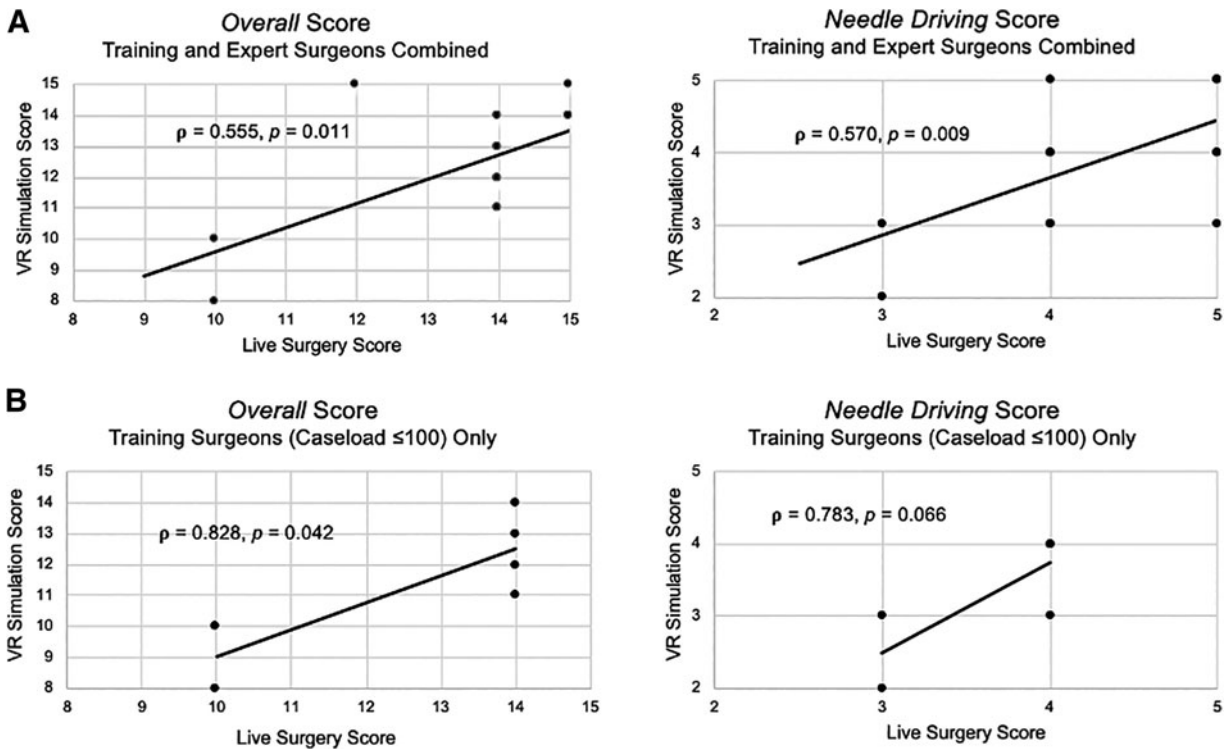 A
Overall Score
Training and Expert Surgeons Combined
VR Simulation Score
15
14
13
12
11
10
9
8
ρ = 0.555, p = 0.011
8 9 10 11 12 13 14 15
Live Surgery Score
Needle Driving Score
Training and Expert Surgeons Combined
VR Simulation Score
5
4
3
2
ρ = 0.570, p = 0.009
2 3 4 5
Live Surgery Score
B
Overall Score
Training Surgeons (Caseload ≤100) Only
VR Simulation Score
15
14
13
12
11
10
9
8
ρ = 0.828, p = 0.042
8 9 10 11 12 13 14 15
Live Surgery Score
Needle Driving Score
Training Surgeons (Caseload ≤100) Only
VR Simulation Score
5
4
3
2
ρ = 0.783, p = 0.066
2 3 4 5
Live Surgery Score